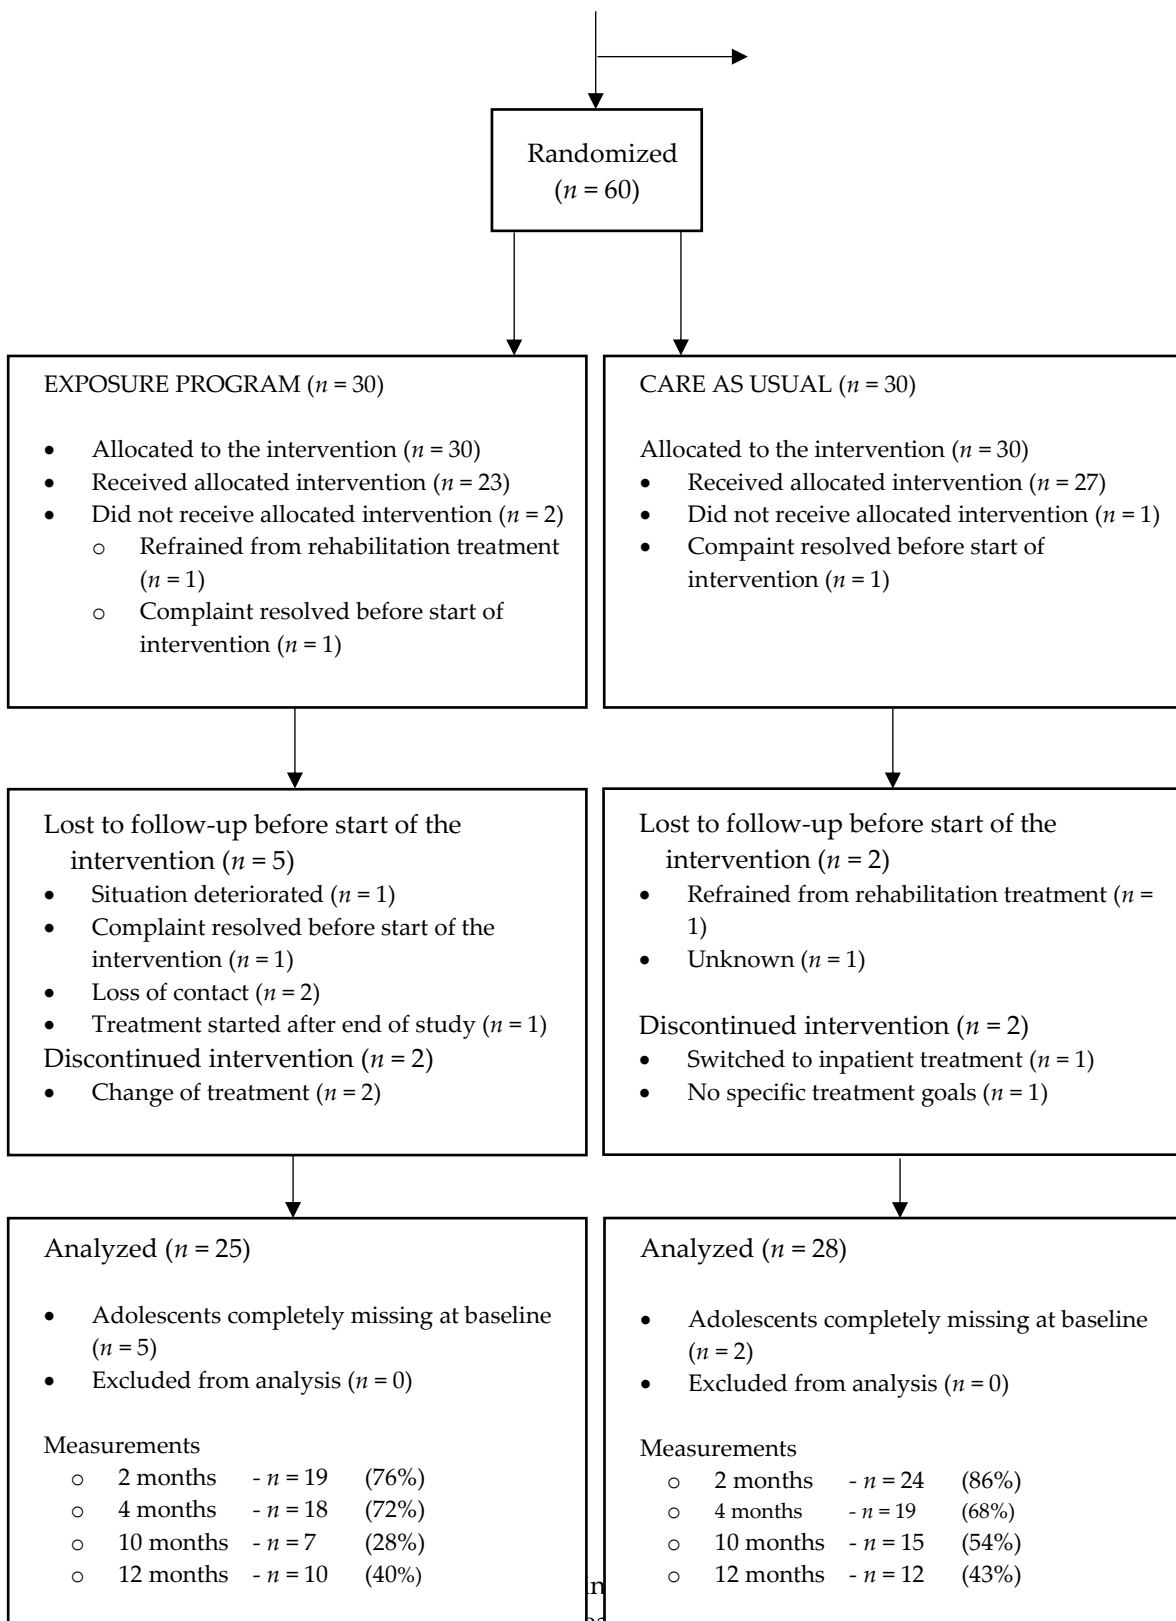 Randomized
(n = 60)
EXPOSURE PROGRAM (n = 30)
• Allocated to the intervention (n = 30)
• Received allocated intervention (n = 23)
• Did not receive allocated intervention (n = 2)
o Refrained from rehabilitation treatment
(n = 1)
o Complaint resolved before start of
intervention (n = 1)
CARE AS USUAL (n = 30)
Allocated to the intervention (n = 30)
• Received allocated intervention (n = 27)
• Did not receive allocated intervention (n = 1)
• Compaint resolved before start of
intervention (n = 1)
Lost to follow-up before start of the
intervention (n = 5)
• Situation deteriorated (n = 1)
• Complaint resolved before start of the
intervention (n = 1)
• Loss of contact (n = 2)
• Treatment started after end of study (n = 1)
Discontinued intervention (n = 2)
• Change of treatment (n = 2)
Lost to follow-up before start of the
intervention (n = 2)
• Refrained from rehabilitation treatment (n =
1)
• Unknown (n = 1)
Discontinued intervention (n = 2)
• Switched to inpatient treatment (n = 1)
• No specific treatment goals (n = 1)
Analyzed (n = 25)
• Adolescents completely missing at baseline
(n = 5)
• Excluded from analysis (n = 0)
Measurements
o 2 months - n = 19 (76%)
o 4 months - n = 18 (72%)
o 10 months - n = 7 (28%)
o 12 months - n = 10 (40%)
Analyzed (n = 28)
• Adolescents completely missing at baseline
(n = 2)
• Excluded from analysis (n = 0)
Measurements
o 2 months - n = 24 (86%)
o 4 months - n = 19 (68%)
o 10 months - n = 15 (54%)
o 12 months - n = 12 (43%)